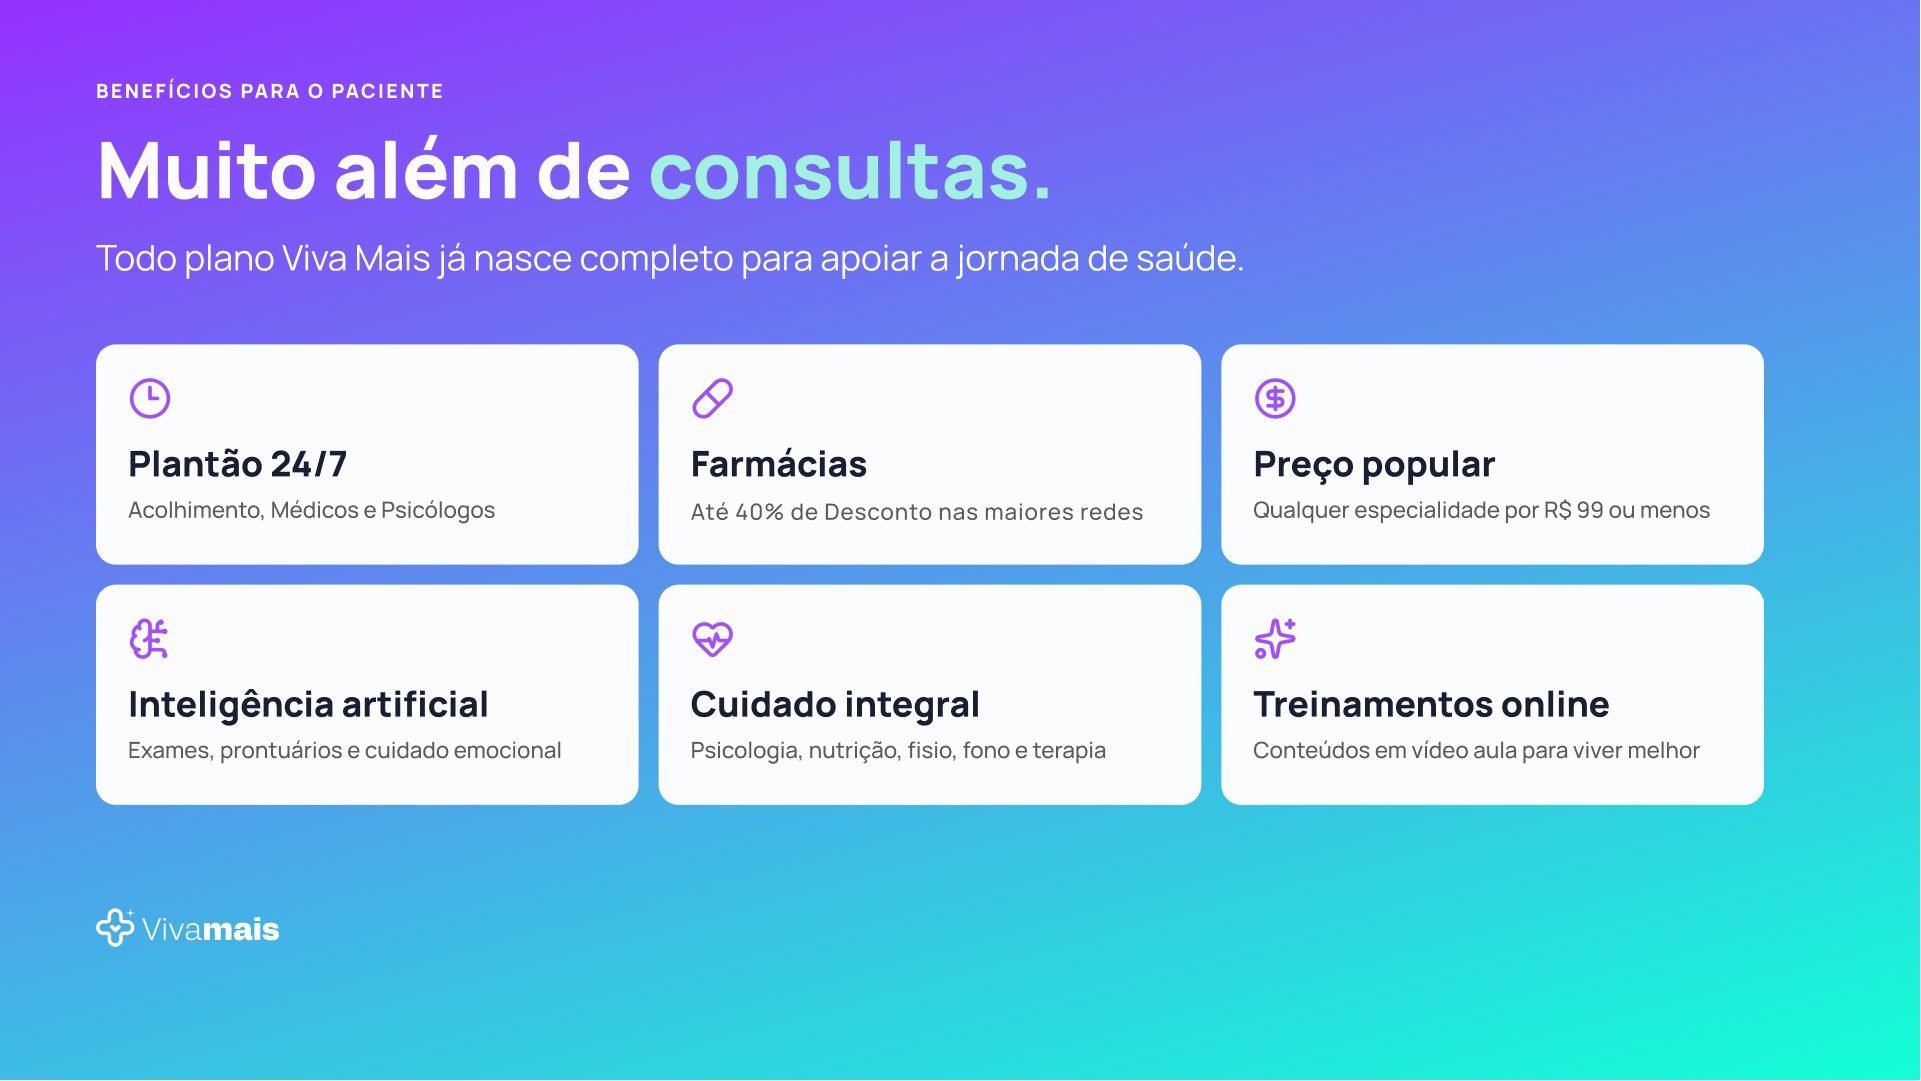 BENEFÍCIOS PARA O PACIENTE
Muito além de consultas.
Todo plano Viva Mais já nasce completo para apoiar a jornada de saúde.
Plantão 24/7
Acolhimento, Médicos e Psicólogos
Farmácias
Até 40% de Desconto nas maiores redes
Preço popular
Qualquer especialidade por R$ 99 ou menos
Inteligência artificial
Exames, prontuários e cuidado emocional
Cuidado integral
Psicologia, nutrição, fisio, fono e terapia
Treinamentos online
Conteúdos em vídeo aula para viver melhor
Vivamais